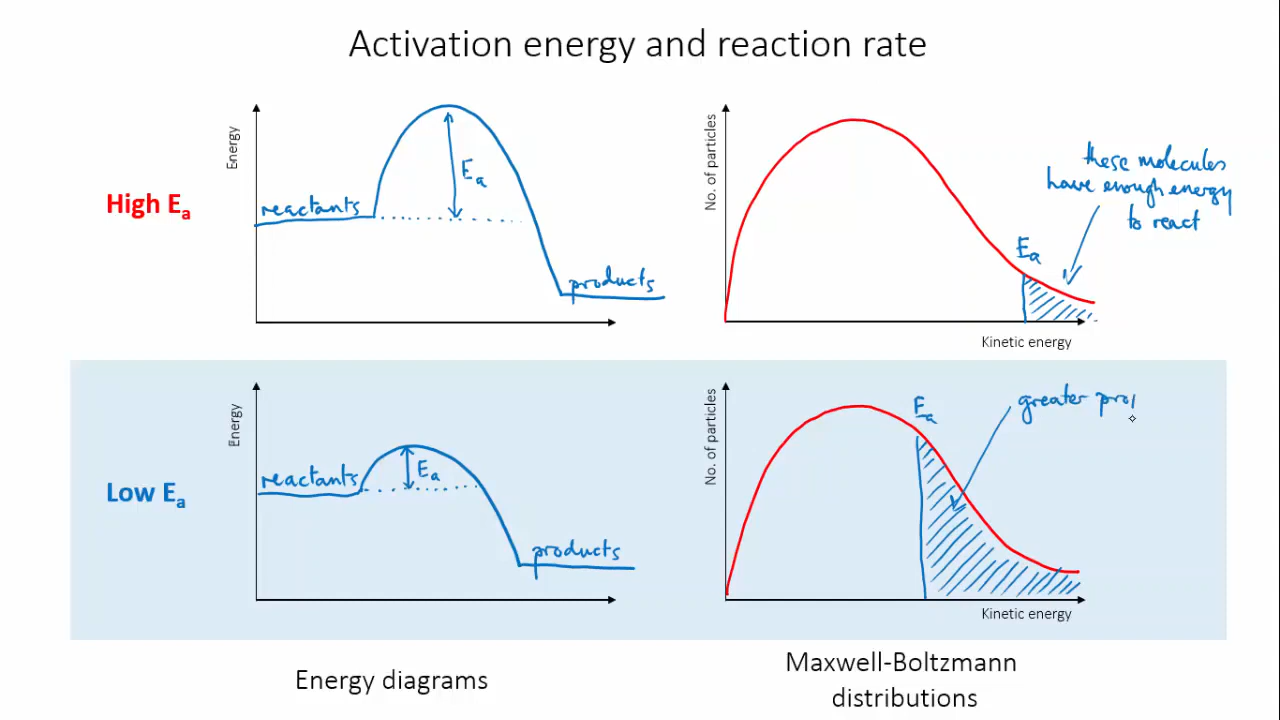 Activation energy and reaction rate
High Ea
Energy
reactants
Ea
products
No. of particles
these molecules
have enough energy
to react
Ea
Kinetic energy
Low Ea
Energy
reactants
Ea
products
No. of particles
Ea
greater
Kinetic energy
Energy diagrams
Maxwell-Boltzmann
distributions